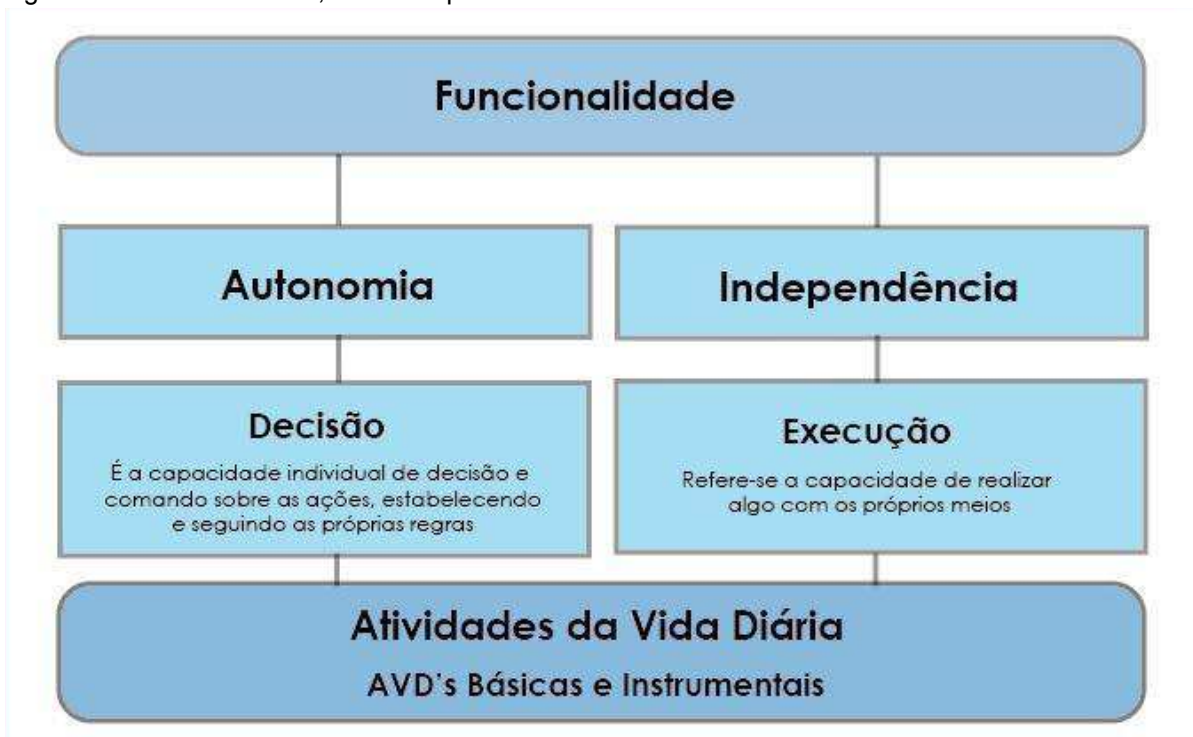 Funcionalidade
Autonomia
Independência
Decisão
É a capacidade individual de decisão e
comando sobre as ações, estabelecendo
e seguindo as próprias regras
Execução
Refere-se a capacidade de realizar
algo com os próprios meios
Atividades da Vida Diária
AVD's Básicas e Instrumentais